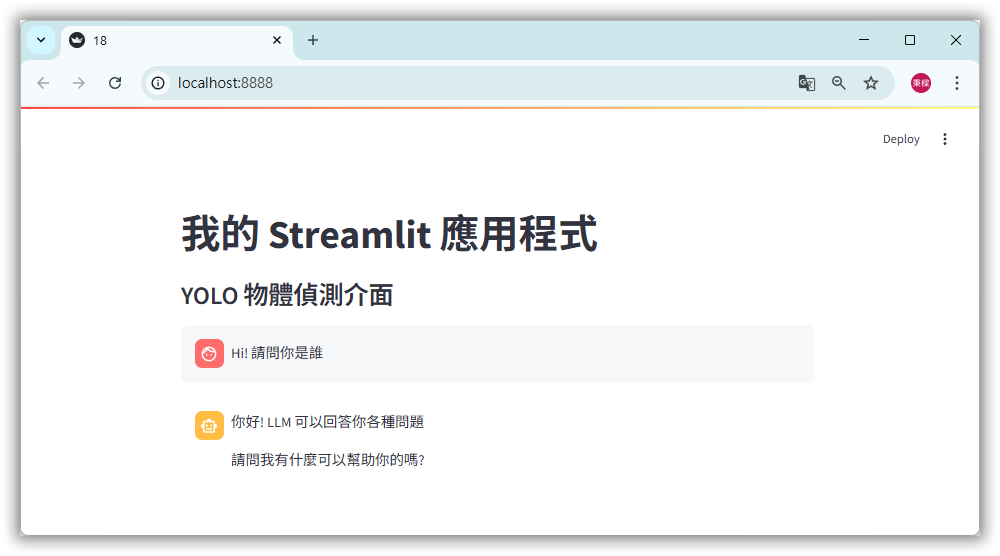 18
localhost:8888
秉樑
Deploy
我的 Streamlit 應用程式
YOLO 物體偵測介面
Hi! 請問你是誰
你好! LLM 可以回答你各種問題
請問我有什麼可以幫助你的嗎?